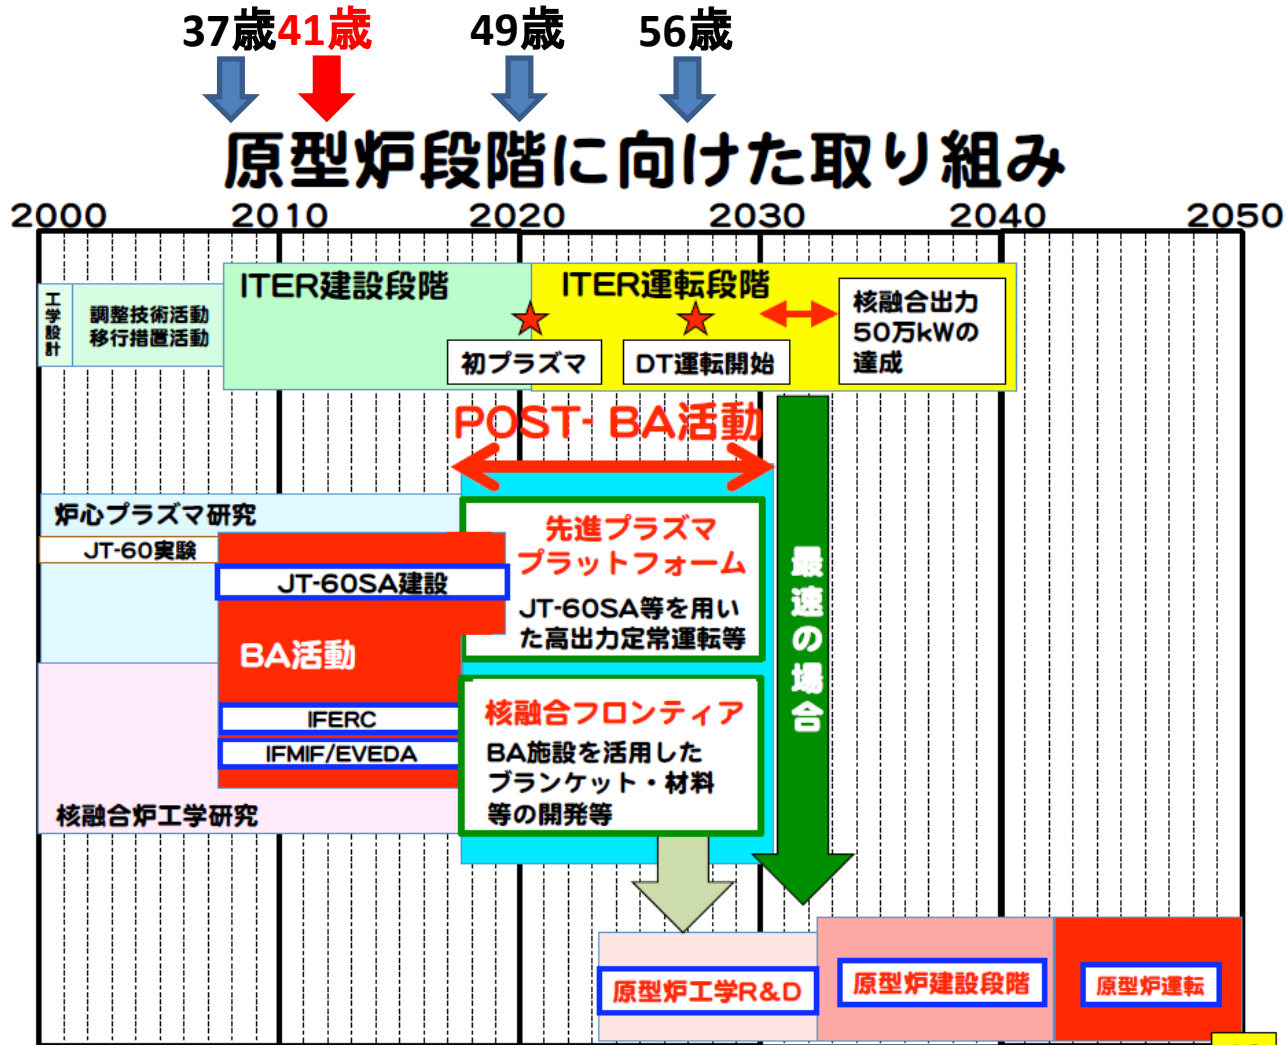 37歳 41歳 49歳 56歳
原型炉段階に向けた取り組み
2000 2010 2020 2030 2040 2050
工学設計
調整技術活動
移行措置活動
ITER建設段階
ITER運転段階
初プラズマ
DT運転開始
核融合出力
50万kWの
達成
POST- BA活動
炉心プラズマ研究
JT-60実験
JT-60SA建設
BA活動
IFERC
IFMIF/EVEDA
核融合炉工学研究
先進プラズマ
プラットフォーム
JT-60SA等を用い
た高出力定常運転等
核融合フロンティア
BA施設を活用した
ブランケット・材料
等の開発等
最速の場合
原型炉工学R&D
原型炉建設段階
原型炉運転